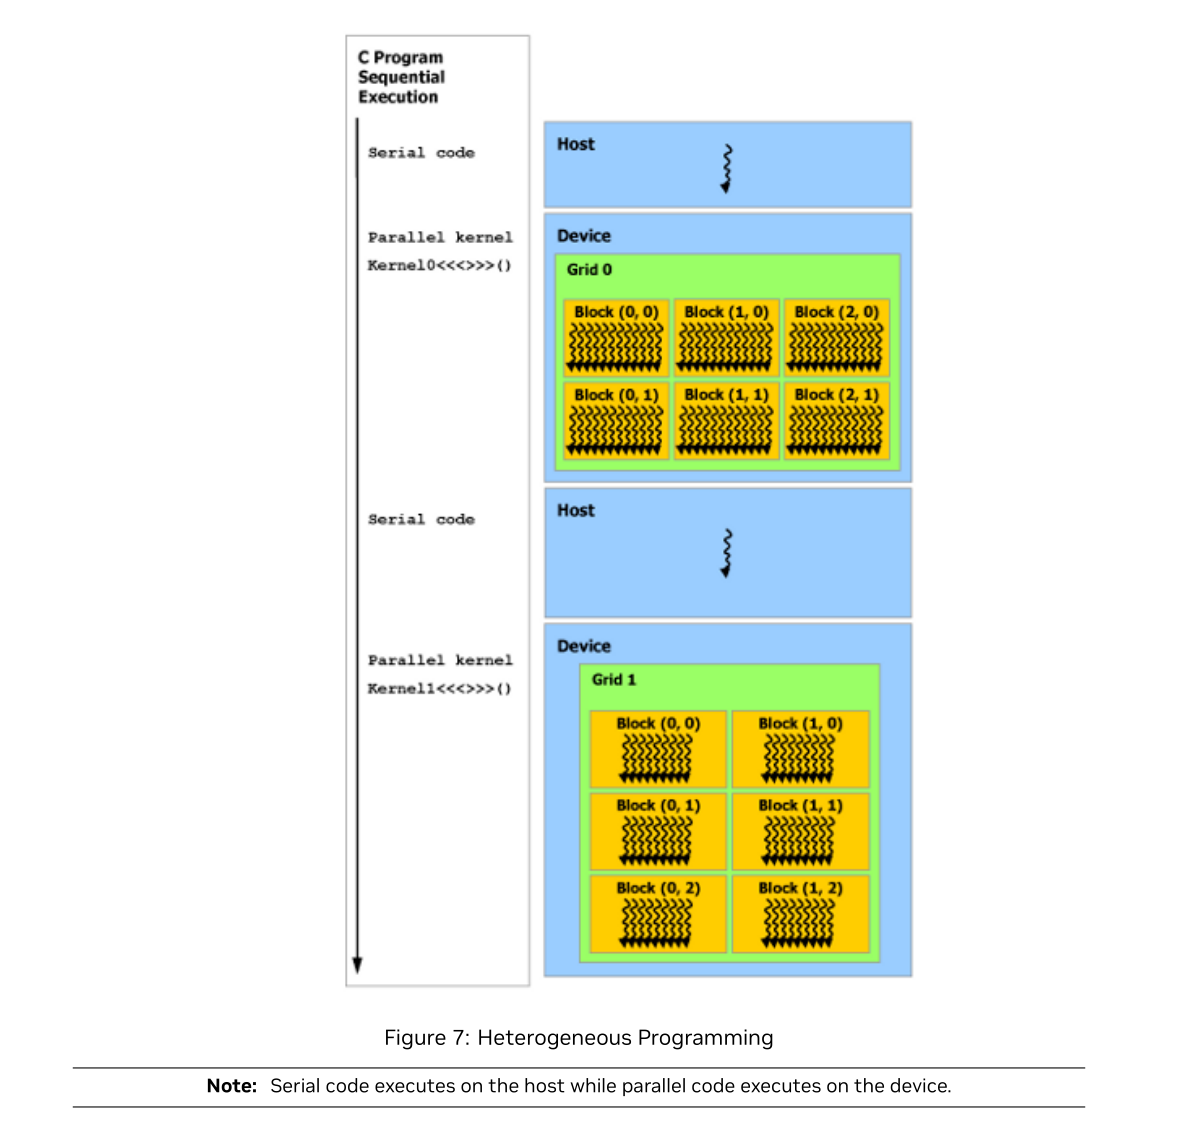 C Program
Sequential
Execution
Serial code
Host
Parallel kernel
Kernel0<<<>>>()
Device
Grid 0
Block (0, 0) Block (1, 0) Block (2, 0)
Block (0, 1) Block (1, 1) Block (2, 1)
Serial code
Host
Parallel kernel
Kernel1<<<>>>()
Device
Grid 1
Block (0, 0) Block (1, 0)
Block (0, 1) Block (1, 1)
Block (0, 2) Block (1, 2)
Figure 7: Heterogeneous Programming
Note: Serial code executes on the host while parallel code executes on the device.